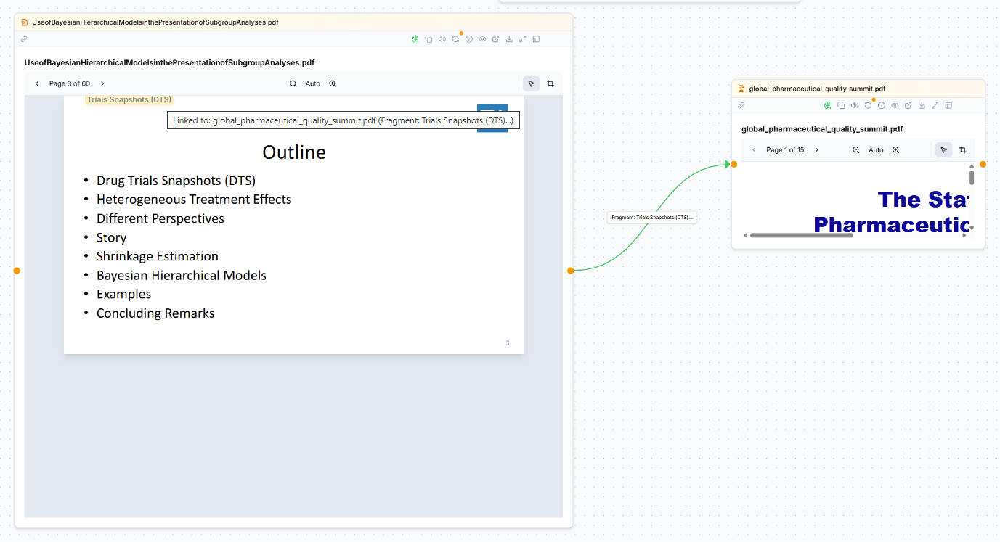 UseofBayesianHierarchicalModelsinthePresentationofSubgroupAnalyses.pdf
UseofBayesianHierarchicalModelsinthePresentationofSubgroupAnalyses.pdf
Page 3 of 60
Auto
Trials Snapshots (DTS)
Linked to: global_pharmaceutical_quality_summit.pdf (Fragment: Trials Snapshots (DTS)...)
Outline
• Drug Trials Snapshots (DTS)
• Heterogeneous Treatment Effects
• Different Perspectives
• Story
• Shrinkage Estimation
• Bayesian Hierarchical Models
• Examples
• Concluding Remarks
3
Fragment: Trials Snapshots (DTS)...
global_pharmaceutical_quality_summit.pdf
global_pharmaceutical_quality_summit.pdf
Page 1 of 15
Auto
The Sta
Pharmaceutic